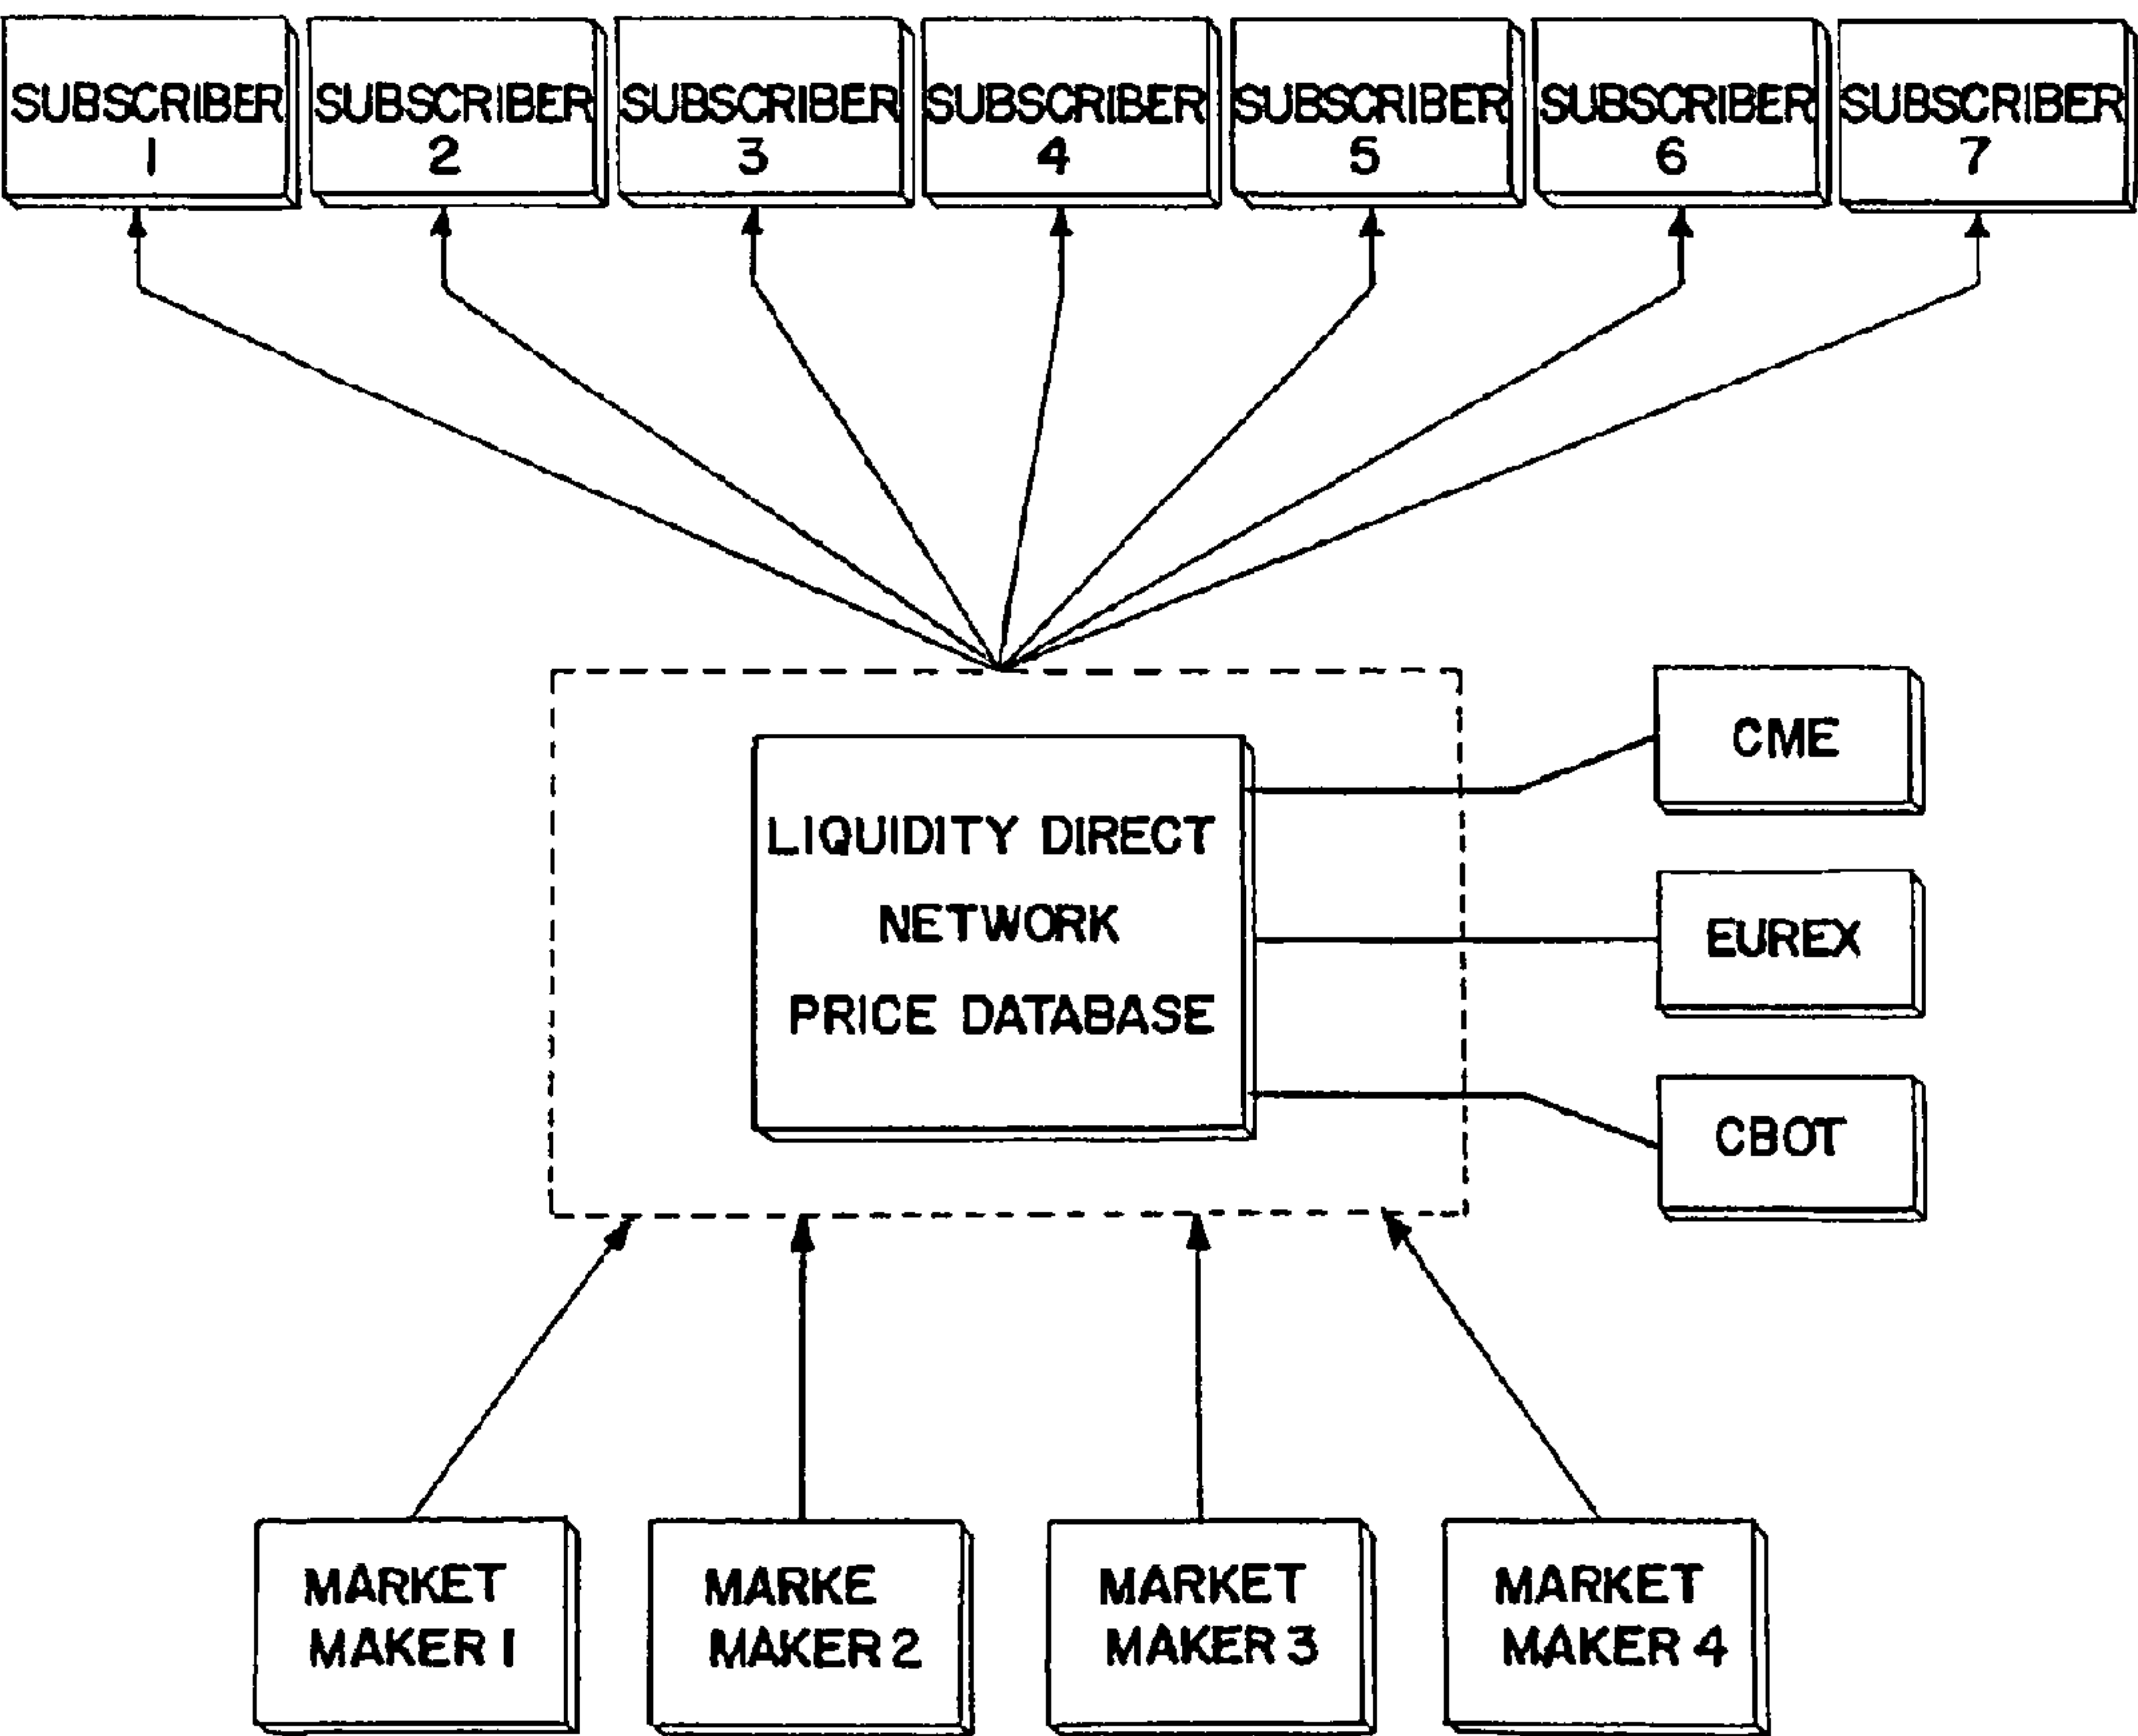 SUBSCRIBER
1
SUBSCRIBER
2
SUBSCRIBER
3
SUBSCRIBER
4
SUBSCRIBER
5
SUBSCRIBER
6
SUBSCRIBER
7
LIQUIDITY DIRECT
NETWORK
PRICE DATABASE
CME
EUREX
CBOT
MARKET
MAKER 1
MARKE
MAKER 2
MARKET
MAKER 3
MARKET
MAKER 4